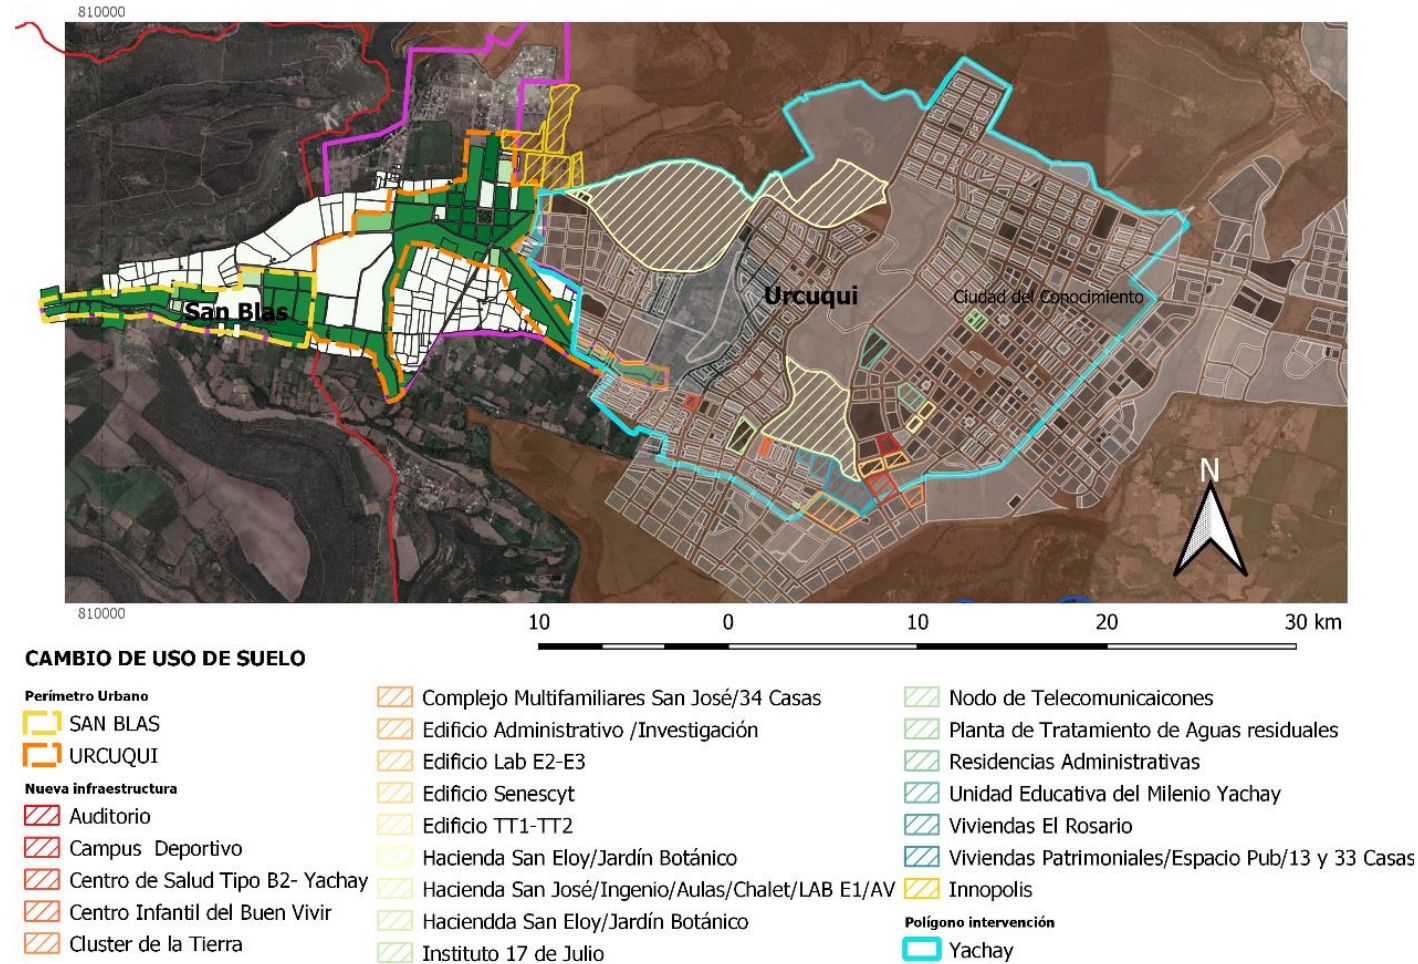 810000
San Blas
Urcuqui
Ciudad del Conocimiento
N
810000
10 0 10 20 30 km
CAMBIO DE USO DE SUELO
Perímetro Urbano
SAN BLAS
URCUQUI
Nueva infraestructura
Auditorio
Campus Deportivo
Centro de Salud Tipo B2- Yachay
Centro Infantil del Buen Vivir
Cluster de la Tierra
Complejo Multifamiliares San José/34 Casas
Edificio Administrativo /Investigación
Edificio Lab E2-E3
Edificio Senescyt
Edificio TT1-TT2
Hacienda San Eloy/Jardín Botánico
Hacienda San José/Ingenio/Aulas/Chalet/LAB E1/AV
Haciendda San Eloy/Jardín Botánico
Instituto 17 de Julio
Nodo de Telecomunicaicones
Planta de Tratamiento de Aguas residuales
Residencias Administrativas
Unidad Educativa del Milenio Yachay
Viviendas El Rosario
Viviendas Patrimoniales/Espacio Pub/13 y 33 Casas
Innopolis
Polígono intervención
Yachay